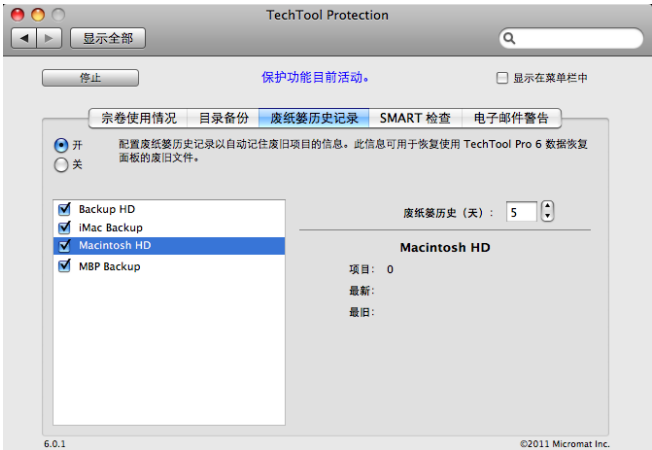 TechTool Protection
显示全部
停止
保护功能目前活动。
显示在菜单栏中
宗卷使用情况 目录备份 废纸篓历史记录 SMART 检查 电子邮件警告
开
关
配置废纸篓历史记录以自动记住废旧项目的信息。此信息可用于恢复使用 TechTool Pro 6 数据恢复
面板的废旧文件。
Backup HD
iMac Backup
Macintosh HD
MBP Backup
废纸篓历史（天）: 5
Macintosh HD
项目: 0
最新:
最旧:
6.0.1
©2011 Micromat Inc.